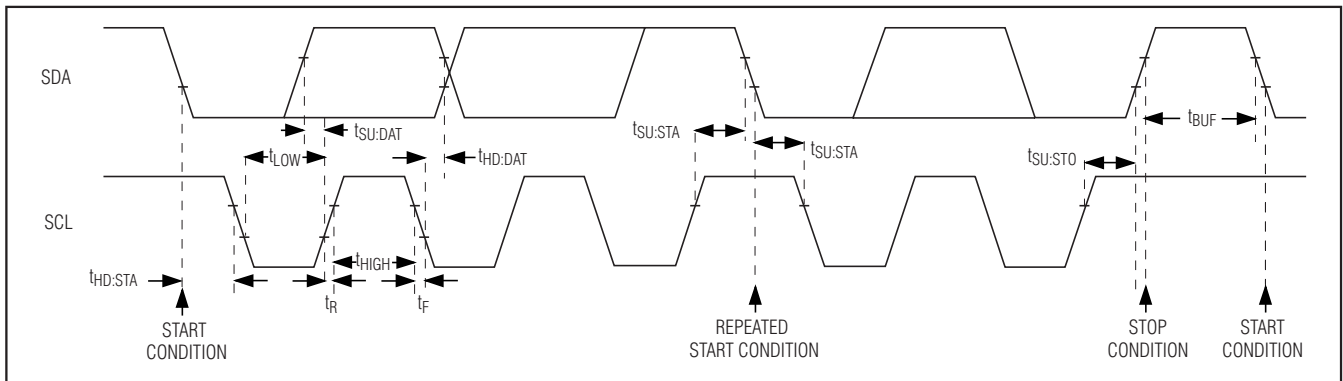 SDA
tSU:DAT
tLOW
tHD:DAT
tSU:STA
tSU:STA
tSU:STO
tBUF
SCL
tHD:STA
tHIGH
tR
tF
START
CONDITION
REPEATED
START CONDITION
STOP
CONDITION
START
CONDITION